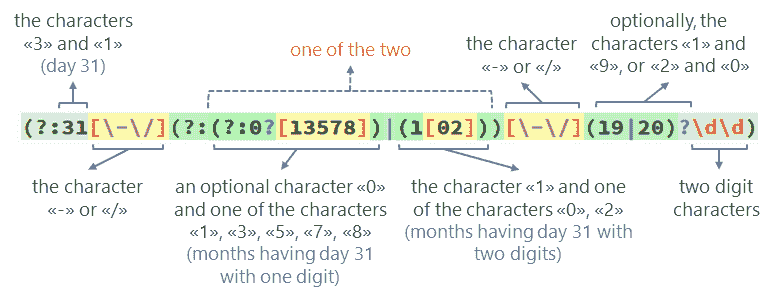 the characters
«3» and «1»
(day 31)
one of the two
the character
«-» or «/»
optionally, the
characters «1» and
«9», or «2» and «0»
(?:31[\-\/](?:(?:0?[13578])|(1[02]))[\-\/](19|20)?\d\d)
the character
«-» or «/»
an optional character «0»
and one of the characters
«1», «3», «5», «7», «8»
(months having day 31
with one digit)
the character «1» and one
of the characters «0», «2»
(months having day 31 with
two digits)
two digit
characters